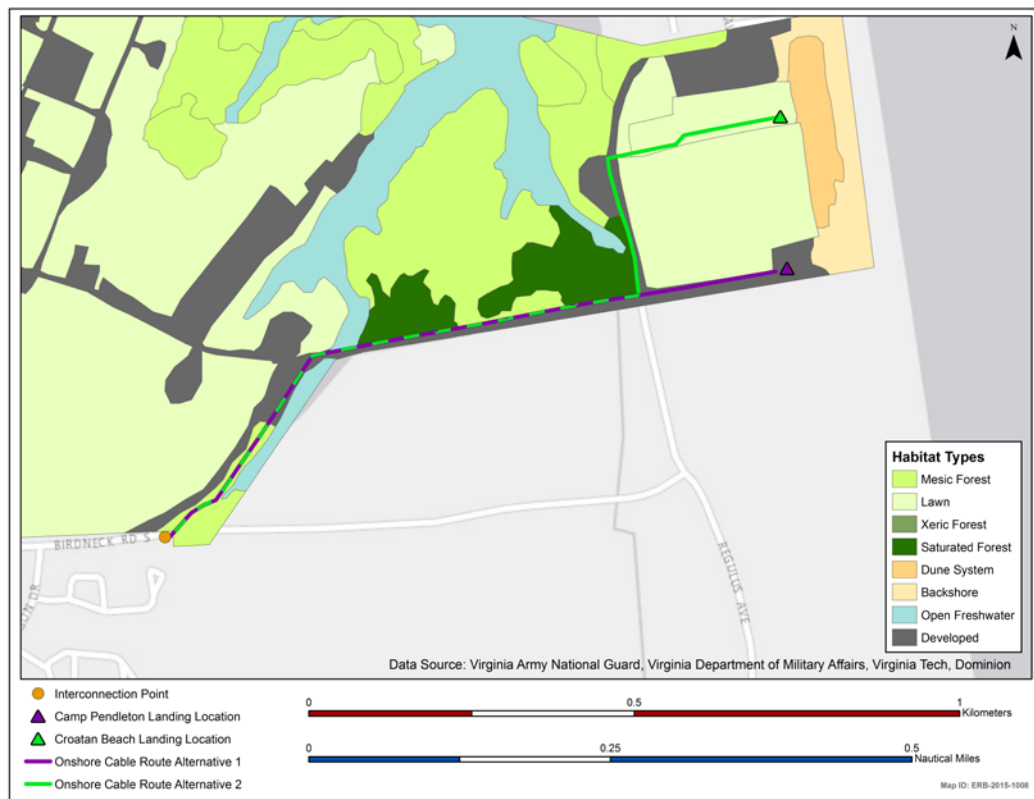 N
BIRDNECK RD S
REGULUS AVE
Habitat Types
Mesic Forest
Lawn
Xeric Forest
Saturated Forest
Dune System
Backshore
Open Freshwater
Developed
Data Source: Virginia Army National Guard, Virginia Department of Military Affairs, Virginia Tech, Dominion
Interconnection Point
Camp Pendleton Landing Location
Croatan Beach Landing Location
Onshore Cable Route Alternative 1
Onshore Cable Route Alternative 2
0 0.5 1
Kilometers
0 0.25 0.5
Nautical Miles
Map ID: ERB-2015-1008